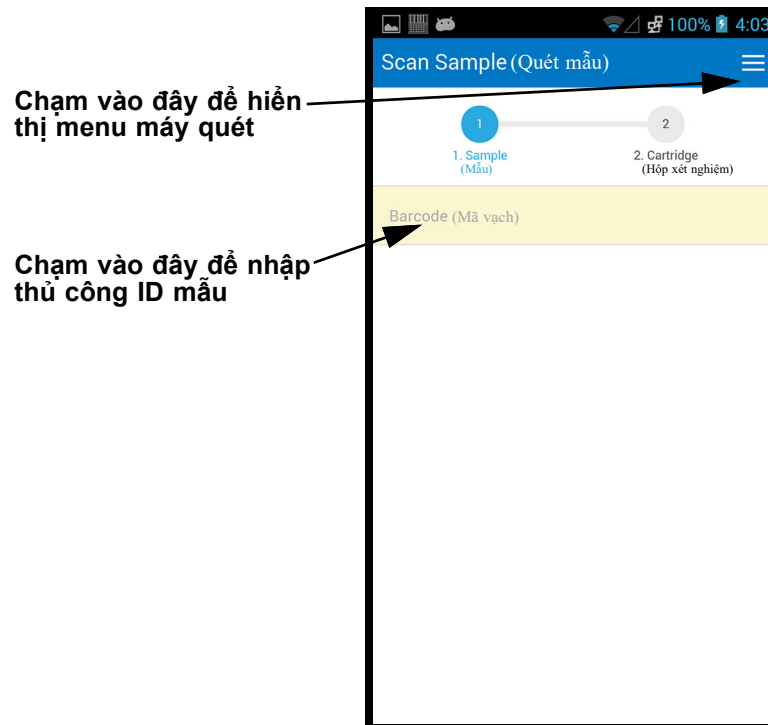 100% 4:03
Scan Sample (Quét mẫu)
Chạm vào đây để hiển
thị menu máy quét
1
2
1. Sample
(Mẫu)
2. Cartridge
(Hộp xét nghiệm)
Barcode (Mã vạch)
Chạm vào đây để nhập
thủ công ID mẫu